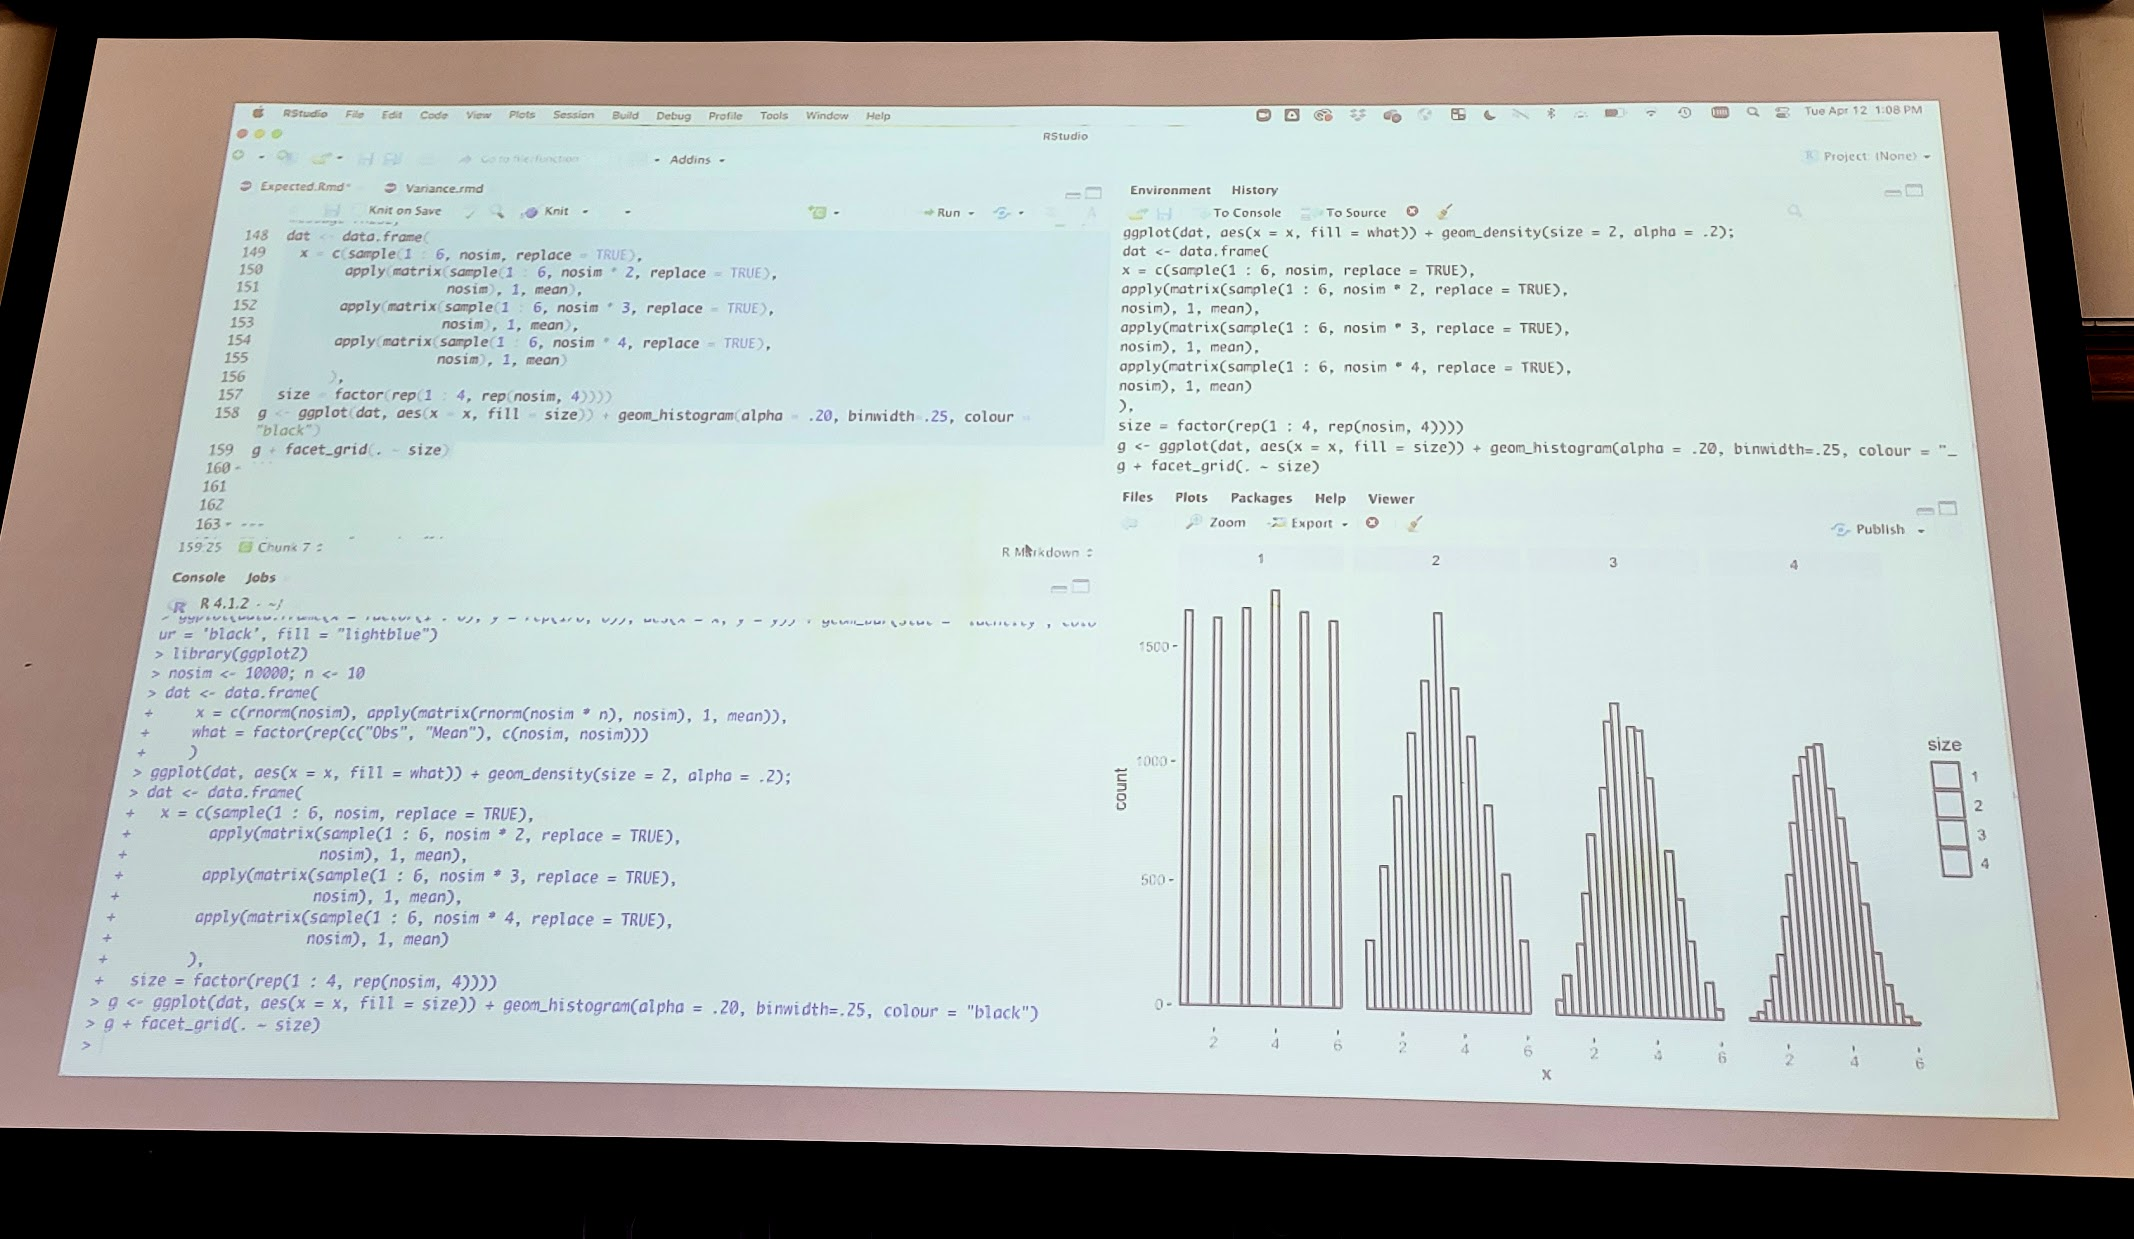 RStudio File Edit Code View Plots Session Build Debug Profile Tools Window Help
Tue Apr 12 1:08 PM
RStudio
Go to file/function
Addins
Project: (None)
Expected.Rmd*
Variance.rmd
Knit on Save
Knit
Run
148 dat <- data.frame(
149 x = c(sample(1 : 6, nosim, replace = TRUE),
150 apply(matrix(sample(1 : 6, nosim * 2, replace = TRUE),
151 nosim), 1, mean),
152 apply(matrix(sample(1 : 6, nosim * 3, replace = TRUE),
153 nosim), 1, mean),
154 apply(matrix(sample(1 : 6, nosim * 4, replace = TRUE),
155 nosim), 1, mean)
156 ),
157 size = factor(rep(1 : 4, rep(nosim, 4))))
158 g <- ggplot(dat, aes(x = x, fill = size)) + geom_histogram(alpha = .20, binwidth=.25, colour =
"black")
159 g + facet_grid(. ~ size)
160 ```
161
162
163 ---
159:25 Chunk 7
R Markdown
Console Jobs
R 4.1.2 · ~/
ur = 'black', fill = "lightblue")
> library(ggplot2)
> nosim <- 10000; n <- 10
> dat <- data.frame(
+ x = c(rnorm(nosim), apply(matrix(rnorm(nosim * n), nosim), 1, mean)),
+ what = factor(rep(c("Obs", "Mean"), c(nosim, nosim)))
+ )
> ggplot(dat, aes(x = x, fill = what)) + geom_density(size = 2, alpha = .2);
> dat <- data.frame(
+ x = c(sample(1 : 6, nosim, replace = TRUE),
+ apply(matrix(sample(1 : 6, nosim * 2, replace = TRUE),
+ nosim), 1, mean),
+ apply(matrix(sample(1 : 6, nosim * 3, replace = TRUE),
+ nosim), 1, mean),
+ apply(matrix(sample(1 : 6, nosim * 4, replace = TRUE),
+ nosim), 1, mean)
+ ),
+ size = factor(rep(1 : 4, rep(nosim, 4))))
> g <- ggplot(dat, aes(x = x, fill = size)) + geom_histogram(alpha = .20, binwidth=.25, colour = "black")
> g + facet_grid(. ~ size)
>
Environment History
To Console To Source
ggplot(dat, aes(x = x, fill = what)) + geom_density(size = 2, alpha = .2);
dat <- data.frame(
x = c(sample(1 : 6, nosim, replace = TRUE),
apply(matrix(sample(1 : 6, nosim * 2, replace = TRUE),
nosim), 1, mean),
apply(matrix(sample(1 : 6, nosim * 3, replace = TRUE),
nosim), 1, mean),
apply(matrix(sample(1 : 6, nosim * 4, replace = TRUE),
nosim), 1, mean)
),
size = factor(rep(1 : 4, rep(nosim, 4))))
g <- ggplot(dat, aes(x = x, fill = size)) + geom_histogram(alpha = .20, binwidth=.25, colour = "_
g + facet_grid(. ~ size)
Files Plots Packages Help Viewer
Zoom Export Publish
1 2 3 4
1500
1000
500
0
count
2 4 6 2 4 6 2 4 6 2 4 6
x
size
1
2
3
4